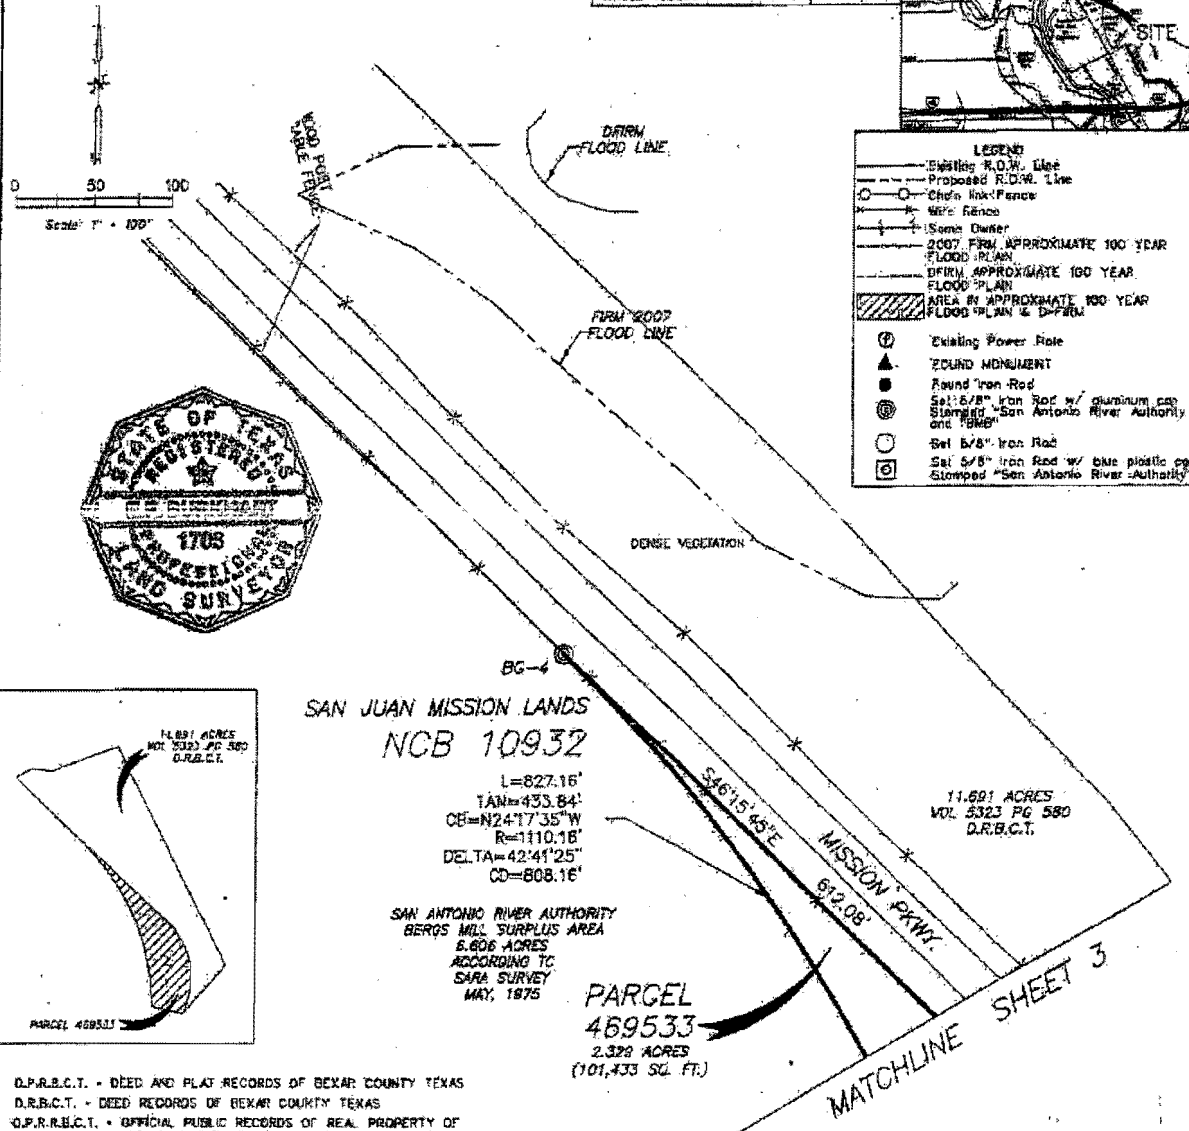 SITE
0 50 100
Scale: 1" = 100'
DFIRM
FLOOD LINE
FIRM 2007
FLOOD LINE
LEGEND
Existing R.O.W. Line
Proposed R.O.W. Line
Chain link Fence
Wire Fence
Same Owner
2007 FIRM APPROXIMATE 100 YEAR
FLOOD PLAIN
DFIRM APPROXIMATE 100 YEAR
FLOOD PLAIN
AREA IN APPROXIMATE 100 YEAR
FLOOD PLAIN & D-FIRM
Existing Power Pole
FOUND MONUMENT
Found Iron Rod
Set 5/8" Iron Rod w/ aluminum cap
Stamped "San Antonio River Authority
and "BMB"
Set 5/8" Iron Rod
Set 5/8" Iron Rod w/ blue plastic
Stamped "San Antonio River Authority"
STATE OF TEXAS
REGISTERED
1703
PROFESSIONAL
LAND SURVEYOR
DENSE VEGETATION
BG-4
SAN JUAN MISSION LANDS
NCB 10932
L=827.16'
TAN=433.84'
CB=N24°17'35"W
R=1110.16'
DELTA=42°41'25"
CD=808.16'
SAN ANTONIO RIVER AUTHORITY
BERGS MILL SURPLUS AREA
6.606 ACRES
ACCORDING TO
SARA SURVEY
MAY, 1975
PARCEL
469533
2.329 ACRES
(101,433 SQ. FT.)
S46°15'45"E
612.08'
MISSION PKWY.
11.691 ACRES
VOL 5323 PG 580
D.R.B.C.T.
MATCHLINE SHEET 3
11.691 ACRES
VOL 5323 PG 580
D.R.B.C.T.
PARCEL 469533
D.P.R.B.C.T. - DEED AND PLAT RECORDS OF BEXAR COUNTY TEXAS
D.R.B.C.T. - DEED RECORDS OF BEXAR COUNTY TEXAS
O.P.R.R.B.C.T. - OFFICIAL PUBLIC RECORDS OF REAL PROPERTY OF